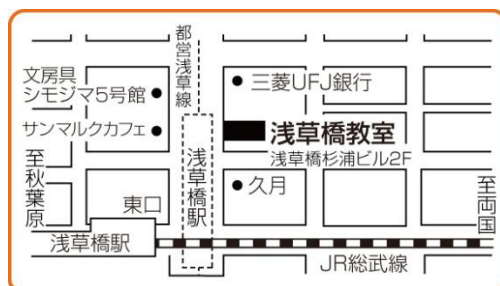 都営浅草線
文房具
シモジマ5号館
三菱UFJ銀行
サンマルクカフェ
浅草橋教室
浅草橋杉浦ビル2F
至秋葉原
浅草橋駅
久月
至両国
東口
浅草橋駅
JR総武線